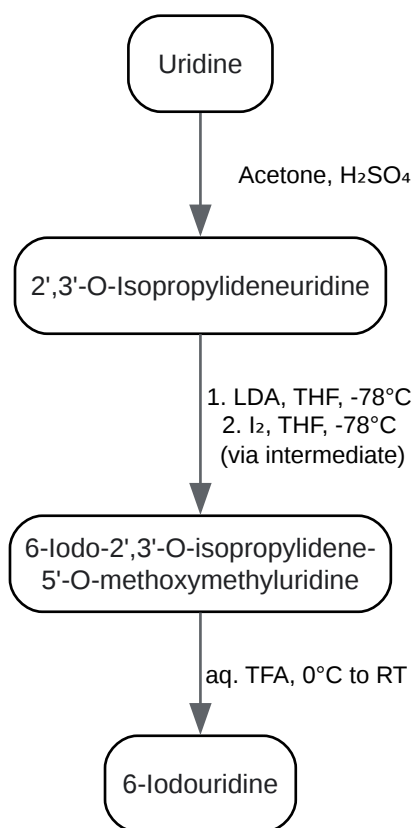 Uridine
Acetone, H₂SO₄
2',3'-O-Isopropylideneuridine
1. LDA, THF, -78°C
2. I₂, THF, -78°C
(via intermediate)
6-Iodo-2',3'-O-isopropylidene-
5'-O-methoxymethyluridine
aq. TFA, 0°C to RT
6-Iodouridine